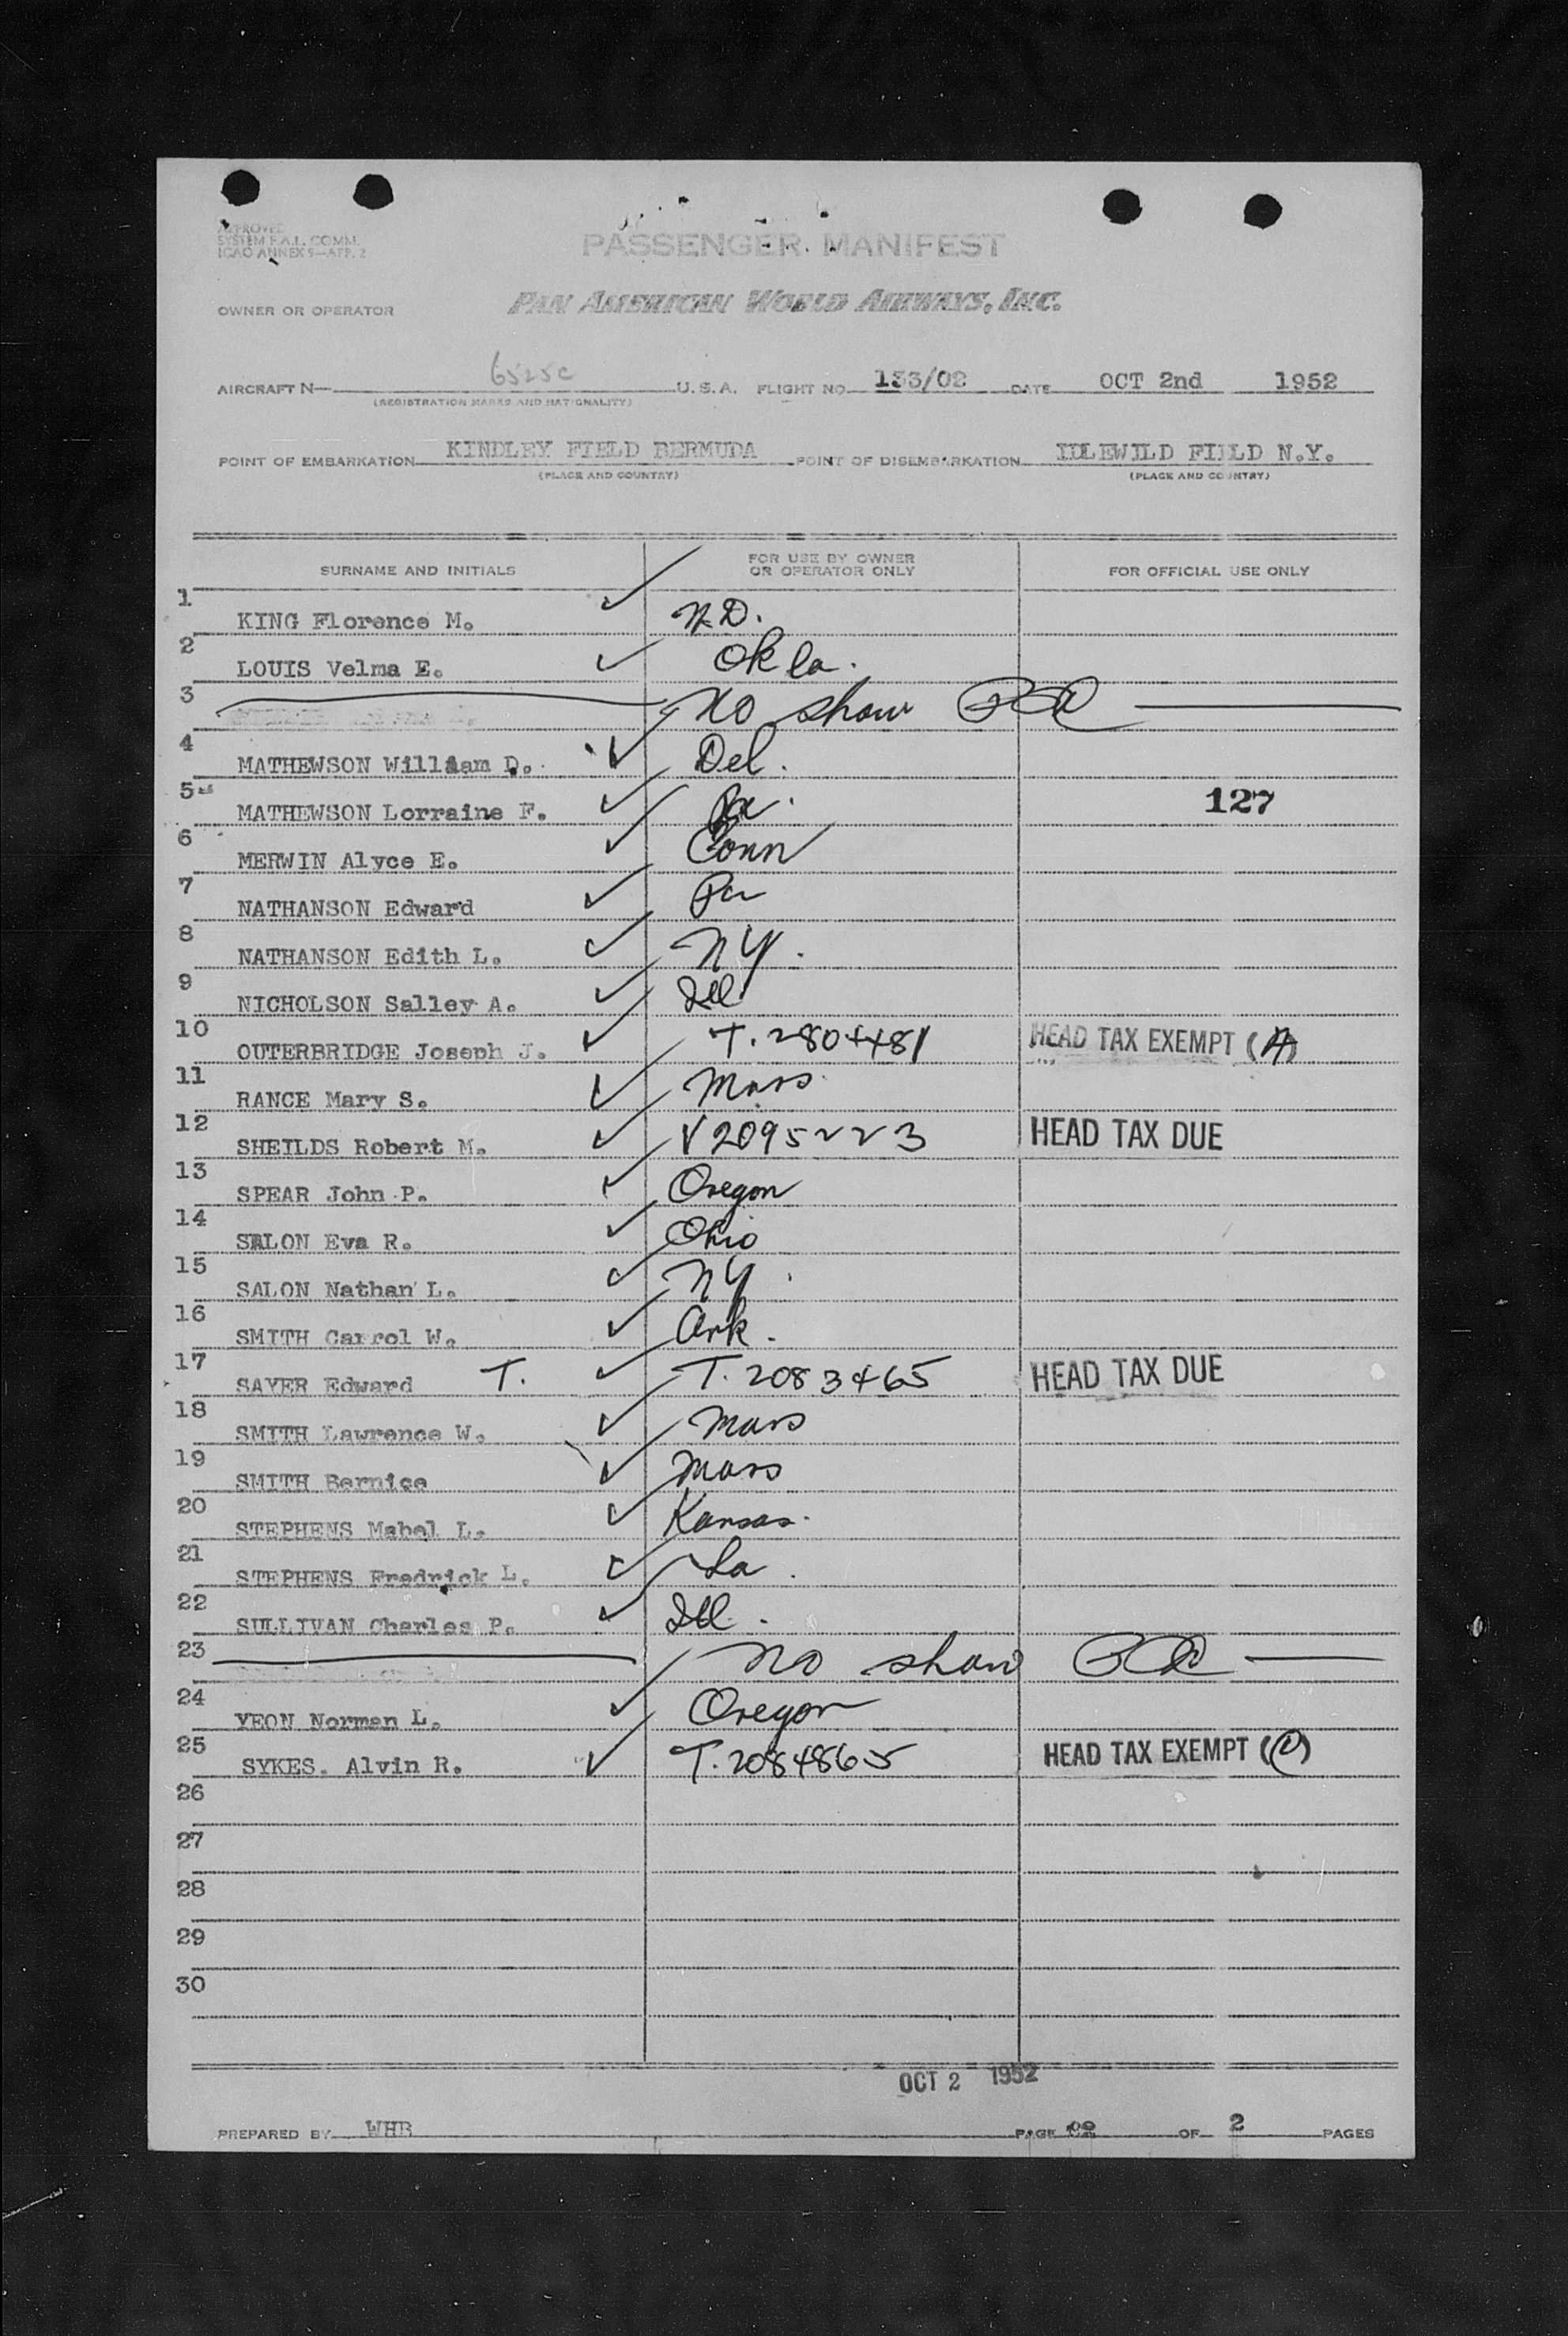 APPROVED
SYSTEM F.A.L. COMM.
ICAO ANNEX 9—APP. 2
PASSENGER MANIFEST
OWNER OR OPERATOR PAN AMERICAN WORLD AIRWAYS, INC.
AIRCRAFT N— 6525C U.S.A. FLIGHT NO. 133/02 DATE OCT 2nd 1952
(REGISTRATION MARKS AND NATIONALITY)
POINT OF EMBARKATION KINDLEY FIELD BERMUDA POINT OF DISEMBARKATION IDLEWILD FIELD N.Y.
(PLACE AND COUNTRY) (PLACE AND COUNTRY)
SURNAME AND INITIALS FOR USE BY OWNER OR OPERATOR ONLY FOR OFFICIAL USE ONLY
1 KING Florence M. ✓ N.D.
2 LOUIS Velma E. ✓ Okla.
3 No show
4 MATHEWSON William D. ✓ Del.
5 MATHEWSON Lorraine F. ✓ Pa. 127
6 MERWIN Alyce E. ✓ Conn
7 NATHANSON Edward ✓ Pa
8 NATHANSON Edith L. ✓ NY.
9 NICHOLSON Salley A. ✓ Ill
10 OUTERBRIDGE Joseph J. ✓ T. 2804481 HEAD TAX EXEMPT (A)
11 RANCE Mary S. ✓ Mass.
12 SHEILDS Robert M. ✓ V2095223 HEAD TAX DUE
13 SPEAR John P. ✓ Oregon
14 SALON Eva R. ✓ Ohio
15 SALON Nathan L. ✓ NY.
16 SMITH Carrol W. ✓ Ark.
17 SAYER Edward T. ✓ T. 2083465 HEAD TAX DUE
18 SMITH Lawrence W. ✓ Mass
19 SMITH Bernice ✓ Mass
20 STEPHENS Mabel L. ✓ Kansas.
21 STEPHENS Fredrick L. ✓ La.
22 SULLIVAN Charles P. ✓ Ill.
23 No show
24 YEON Norman L. ✓ Oregon
25 SYKES. Alvin R. ✓ T. 2084865 HEAD TAX EXEMPT (C)
26
27
28
29
30
OCT 2 1952
PREPARED BY WHB PAGE 02 OF 2 PAGES